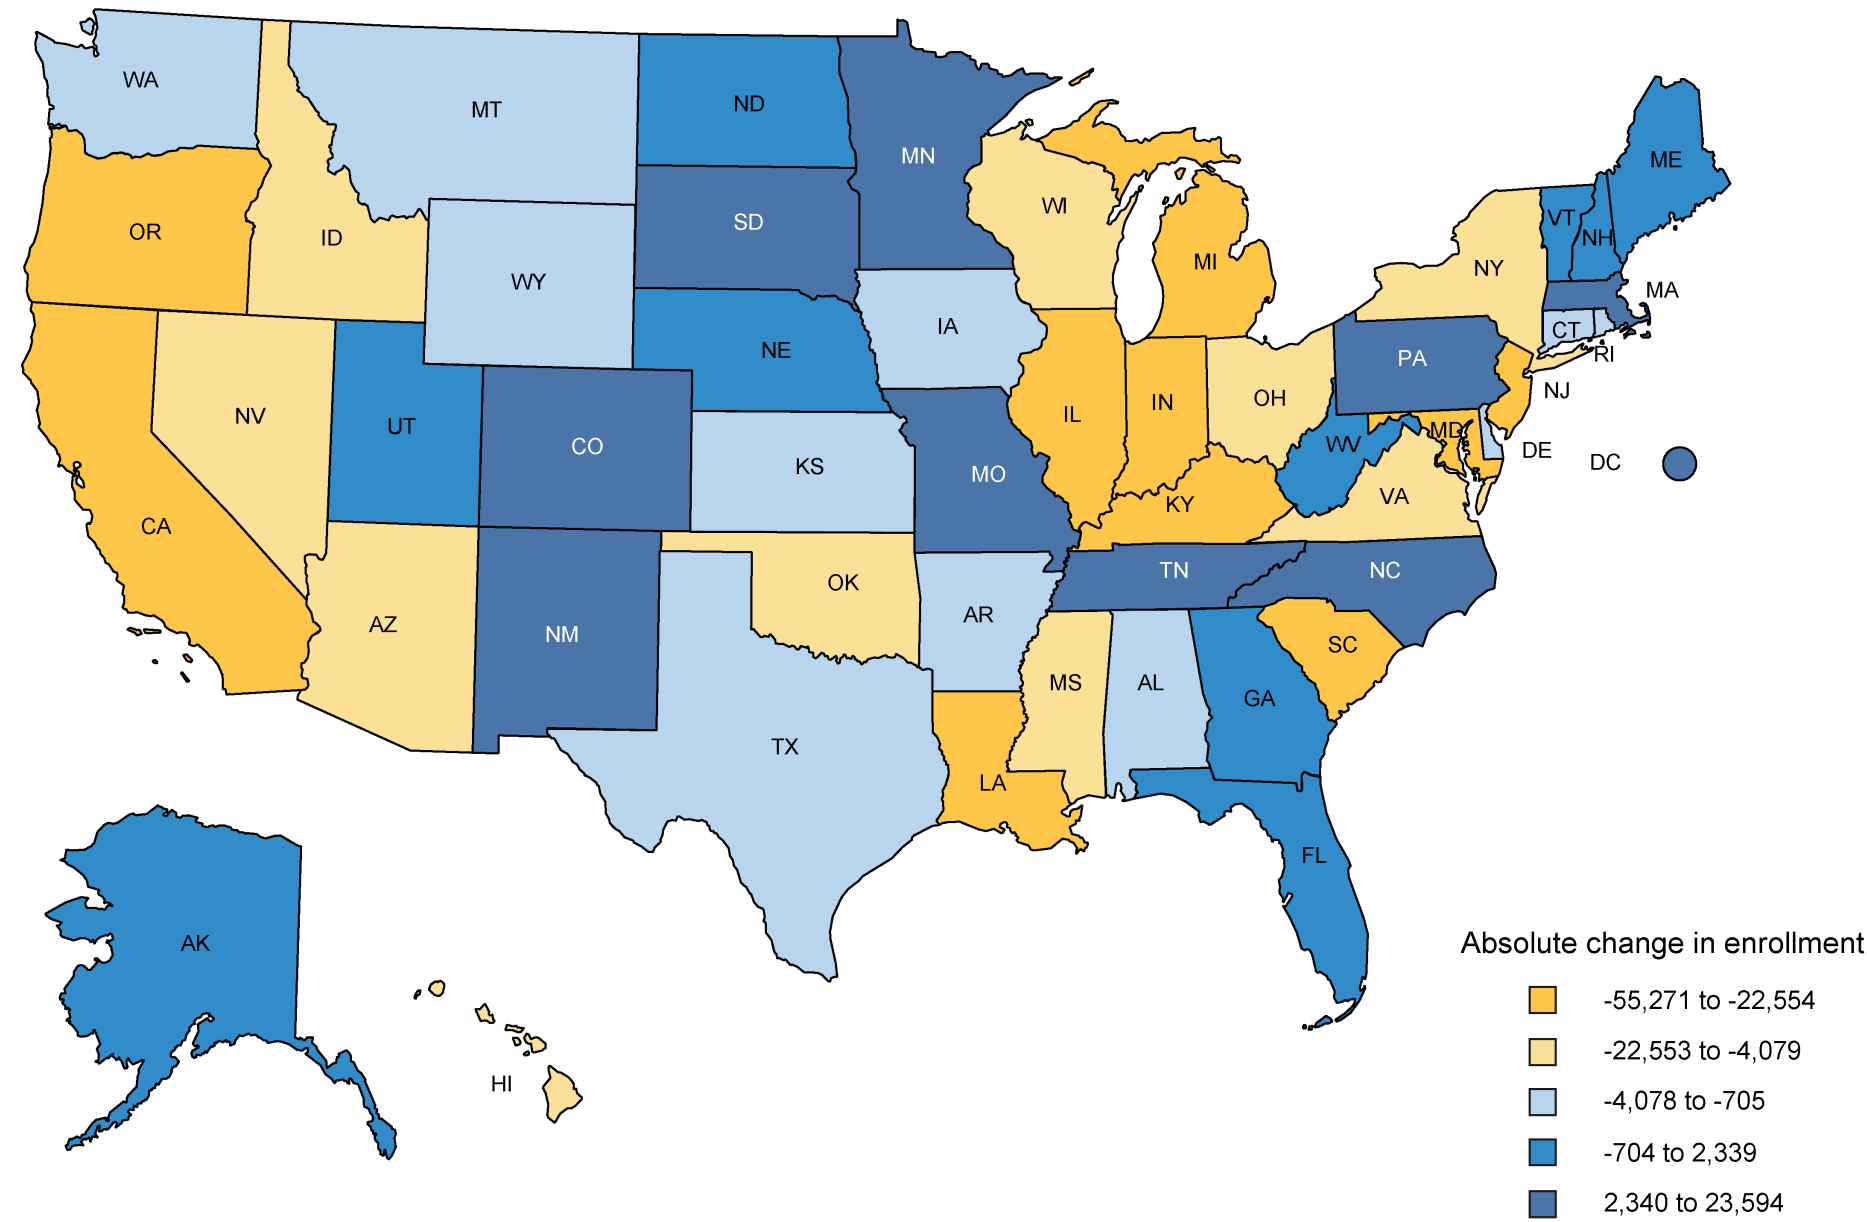 WA
MT
ND
MN
ME
WI
SD
VT
NH
OR
ID
MI
NY
WY
MA
IA
CT
NE
RI
PA
NJ
NV
UT
CO
IL
IN
OH
MD
WV
DE
DC
KS
MO
VA
KY
CA
OK
TN
NC
AZ
NM
AR
SC
MS
AL
GA
TX
LA
FL
AK
HI
Absolute change in enrollment
-55,271 to -22,554
-22,553 to -4,079
-4,078 to -705
-704 to 2,339
2,340 to 23,594